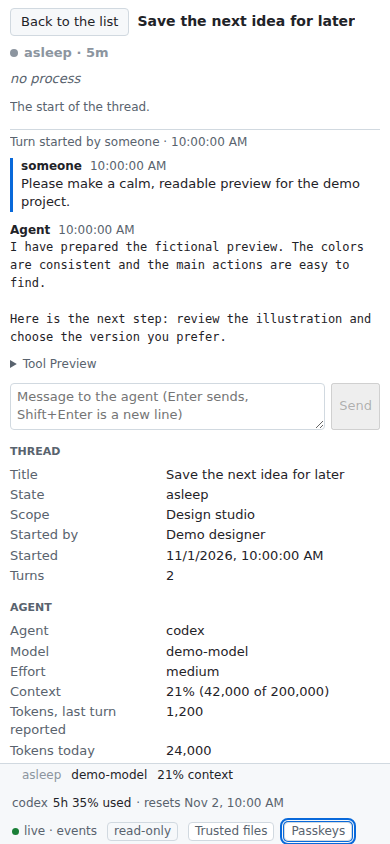 Back to the list Save the next idea for later
asleep · 5m
no process
The start of the thread.
Turn started by someone · 10:00:00 AM
someone 10:00:00 AM
Please make a calm, readable preview for the demo
project.
Agent 10:00:00 AM
I have prepared the fictional preview. The colors
are consistent and the main actions are easy to
find.
Here is the next step: review the illustration and
choose the version you prefer.
Tool Preview
Message to the agent (Enter sends,
Shift+Enter is a new line)
Send
THREAD
Title Save the next idea for later
State asleep
Scope Design studio
Started by Demo designer
Started 11/1/2026, 10:00:00 AM
Turns 2
AGENT
Agent codex
Model demo-model
Effort medium
Context 21% (42,000 of 200,000)
Tokens, last turn 1,200
reported
Tokens today 24,000
asleep demo-model 21% context
codex 5h 35% used · resets Nov 2, 10:00 AM
live · events read-only Trusted files Passkeys